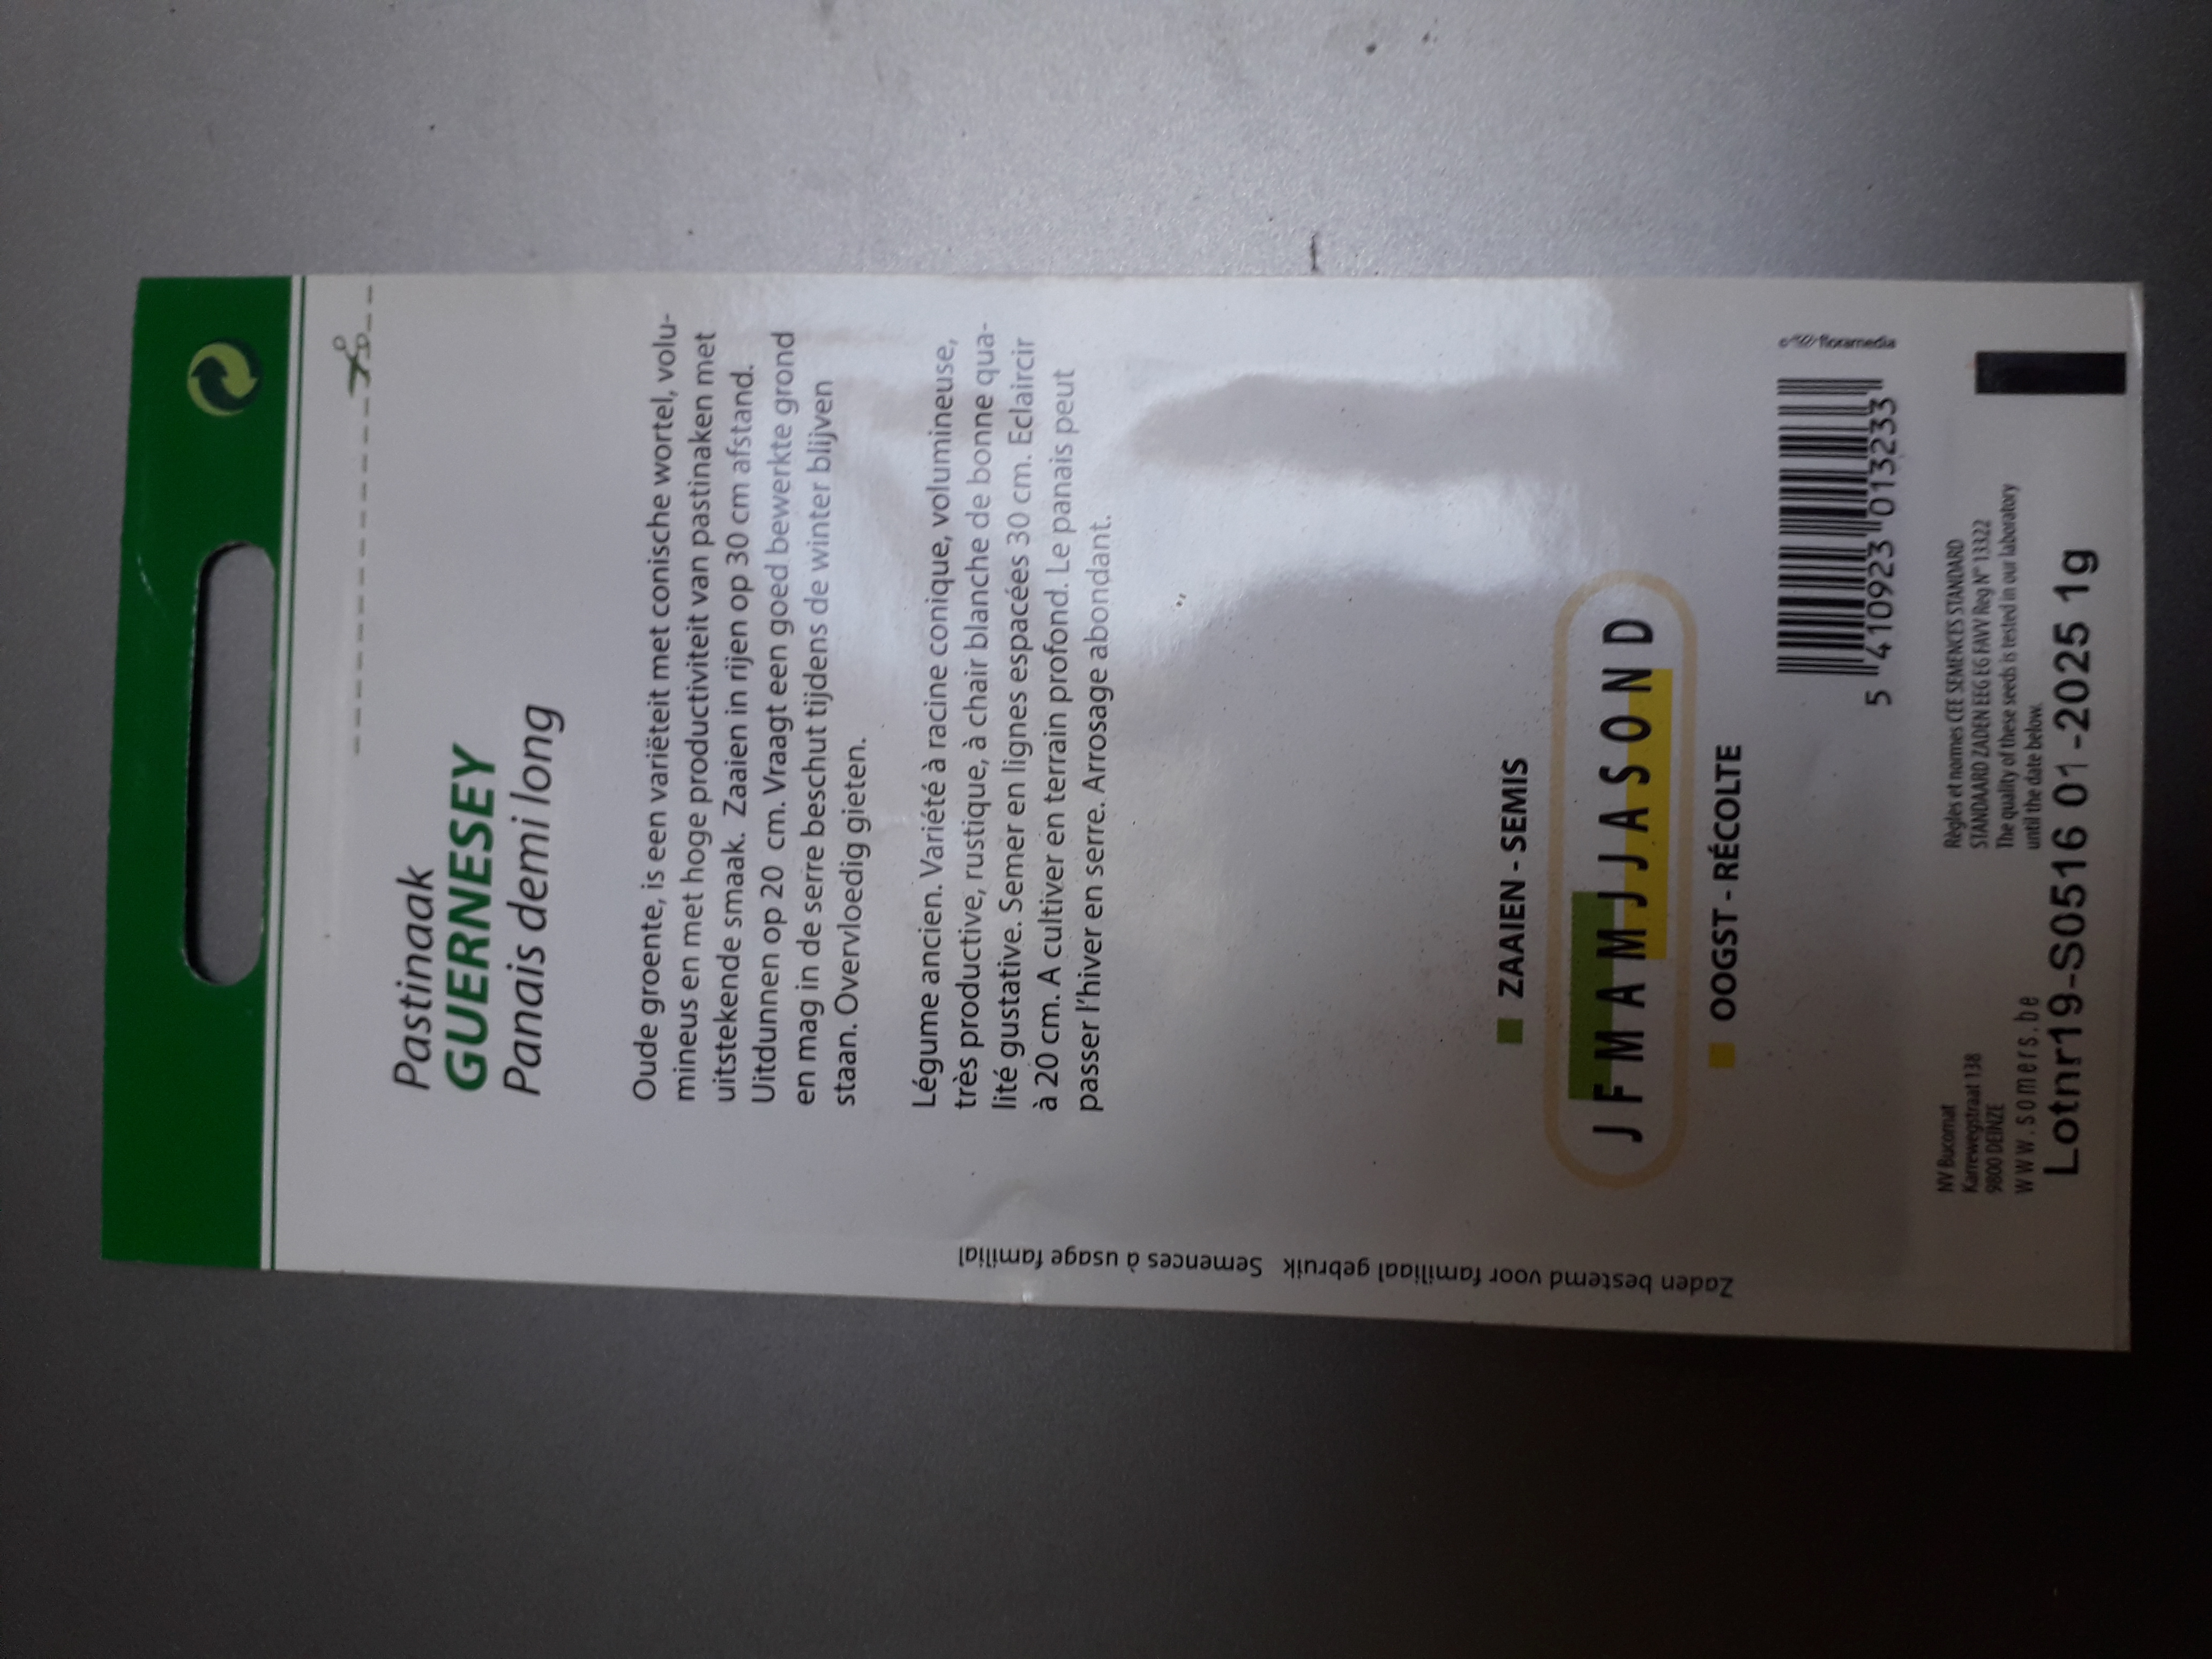 Pastinaak
GUERNESEY
Panais demi long
Oude groente, is een variëteit met conische wortel, volu-
mineus en met hoge productiviteit van pastinaken met
uitstekende smaak. Zaaien in rijen op 30 cm afstand.
Uitdunnen op 20 cm. Vraagt een goed bewerkte grond
en mag in de serre beschut tijdens de winter blijven
staan. Overvloedig gieten.
Légume ancien. Variété à racine conique, volumineuse,
très productive, rustique, à chair blanche de bonne qua-
lité gustative. Semer en lignes espacées 30 cm. Eclaircir
à 20 cm. A cultiver en terrain profond. Le panais peut
passer l'hiver en serre. Arrosage abondant.
Zaden bestemd voor familiaal gebruik Semences à usage familial
ZAAIEN - SEMIS
J F M A M J J A S O N D
OOGST - RÉCOLTE
5 410923 013233
NV Bucomat
Karrewegstraat 138
9800 DEINZE
www.somers.be
Règles et normes CEE SEMENCES STANDARD
STANDAARD ZADEN EEG EG FAVV Reg N° 13322
The quality of these seeds is tested in our laboratory
until the date below.
Lotnr19-S0516 01-2025 1g